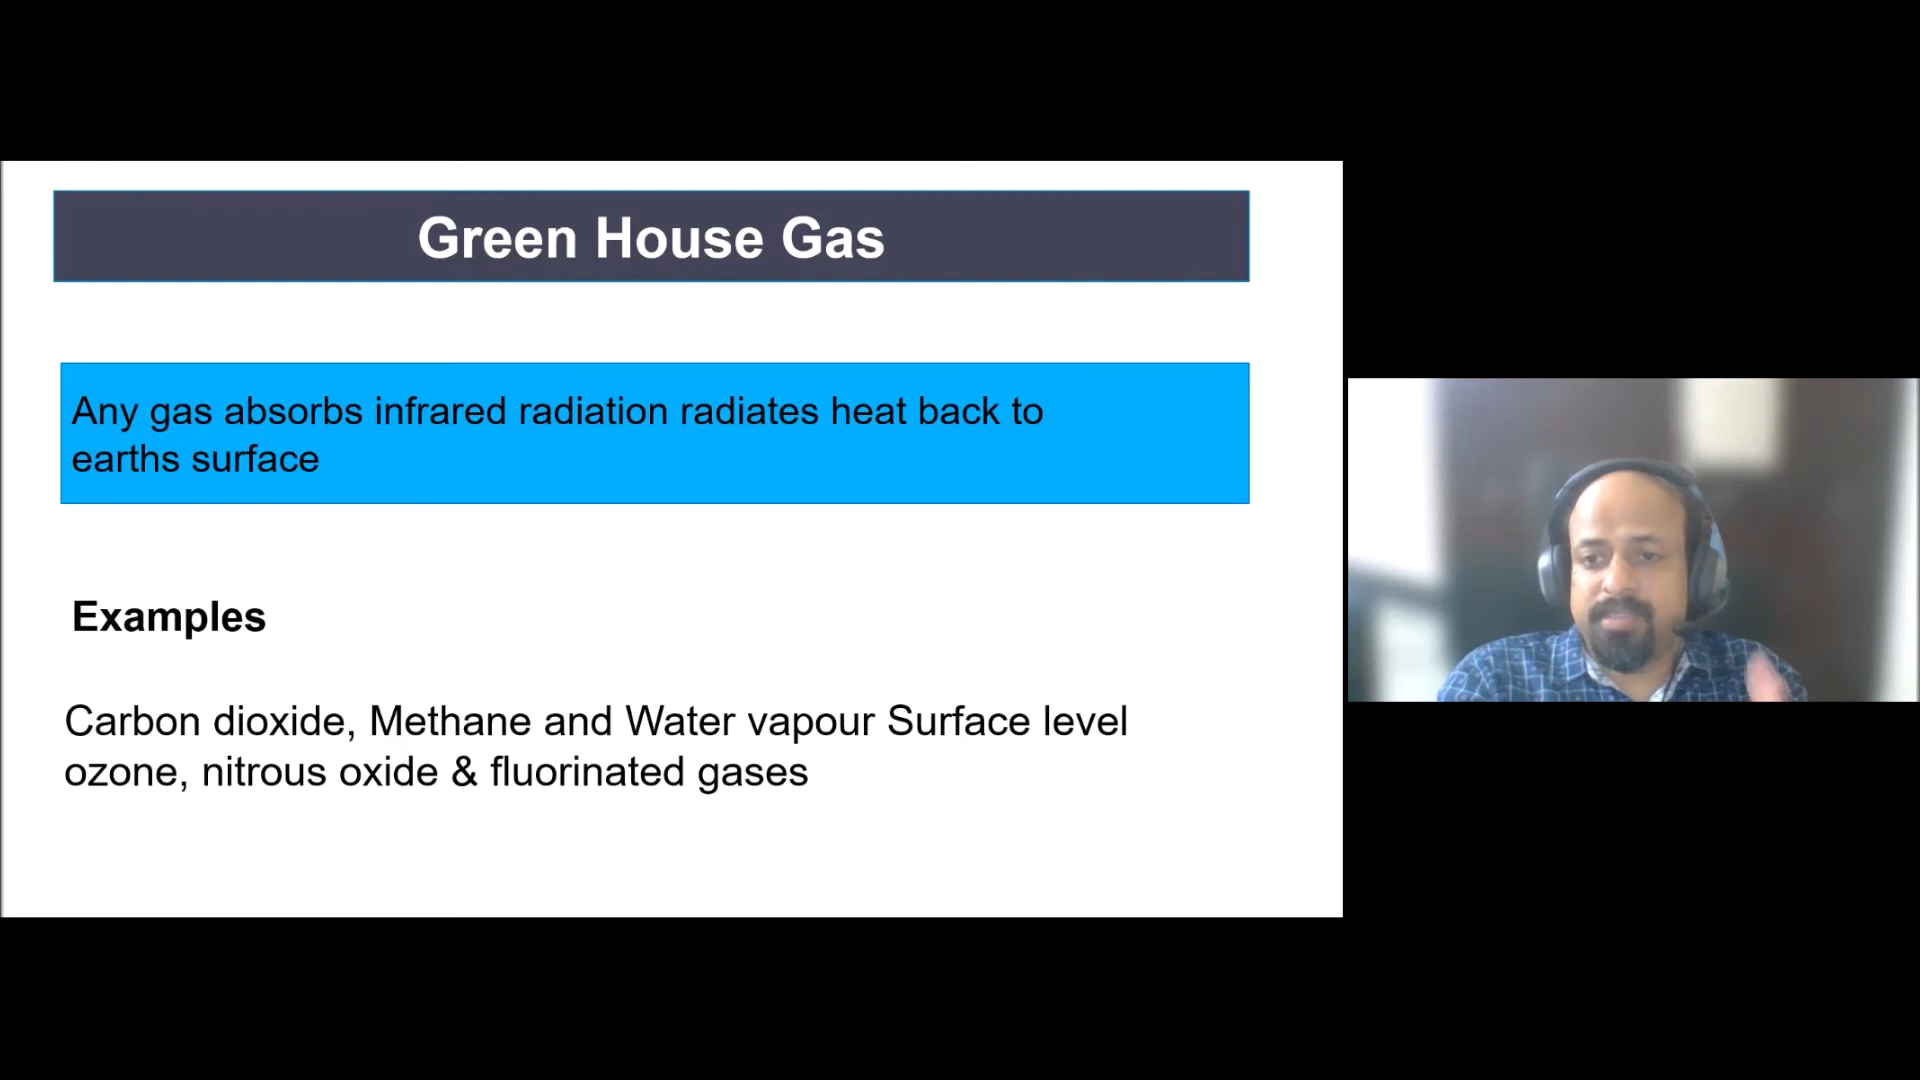 Green House Gas
Any gas absorbs infrared radiation radiates heat back to
earths surface
Examples
Carbon dioxide, Methane and Water vapour Surface level
ozone, nitrous oxide & fluorinated gases